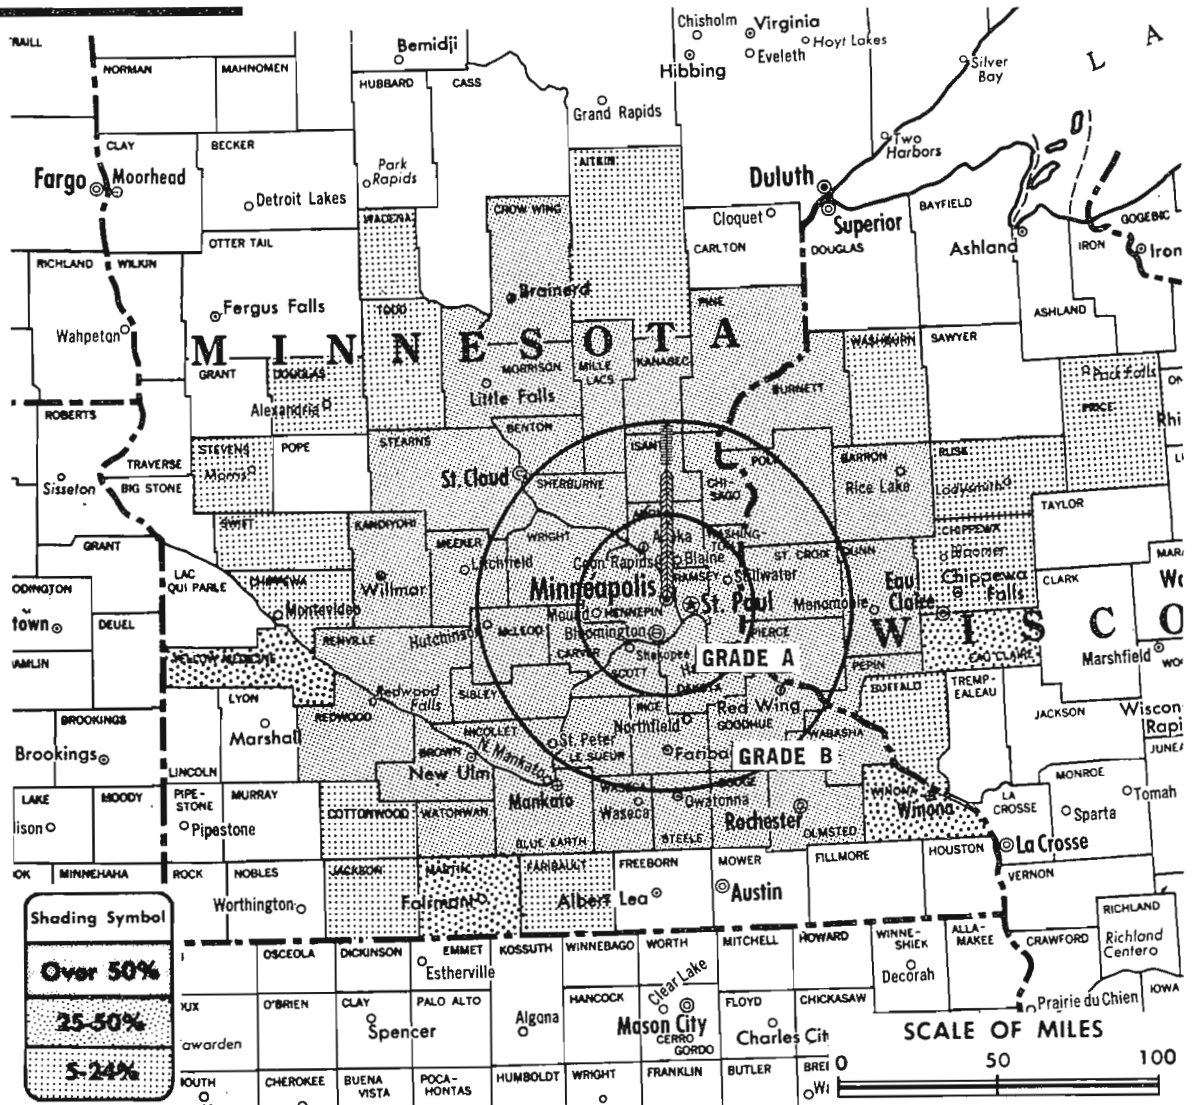 Chisholm
Virginia
Hoyt Lakes
Bemidji
Eveleth
Hibbing
Silver
Bay
L A
NORMAN
MAHNOMEN
HUBBARD
CASS
Grand Rapids
Two
Harbors
CLAY
BECKER
AITKIN
Park
Rapids
Fargo
Moorhead
Detroit Lakes
Duluth
Superior
Cloquet
BAYFIELD
GOGEBIC
WADENA
CROW WING
OTTER TAIL
CARLTON
DOUGLAS
Ashland
IRON
Iron
RICHLAND
WILKIN
Brainerd
Fergus Falls
TODD
PINE
ASHLAND
Wahpeton
MINNESOTA
GRANT
DOUGLAS
MORRISON
MILLE
LACS
KANABEC
WASHBURN
SAWYER
BURNETT
Park Falls
Little Falls
Alexandria
PRICE
ROBERTS
BENTON
STEARNS
STEVENS
POPE
Morris
TRAVERSE
BIG STONE
Sisseton
St. Cloud
SHERBURNE
CHI-
SAGO
POLK
BARRON
Rice Lake
RUSK
Ladysmith
TAYLOR
SWIFT
KANDIYOHI
MEEKER
WRIGHT
GRANT
LAC
QUI PARLE
CHIPPEWA
Montevideo
Willmar
Litchfield
Coon Rapids
Blaine
RAMSEY
Stillwater
ST. CROIX
DUNN
CHIPPEWA
Chippewa
Falls
CLARK
Minneapolis
St. Paul
Menomonie
Eau
Claire
HENNEPIN
Bloomington
DEUEL
YELLOW MEDICINE
RENVILLE
Hutchinson
McLEOD
CARVER
Shakopee
SCOTT
GRADE A
PIERCE
PEPIN
WISCO
EAU CLAIRE
Marshfield
LYON
Redwood
Falls
REDWOOD
SIBLEY
DAKOTA
Red Wing
GOODHUE
BUFFALO
TREMP-
EALEAU
JACKSON
BROOKINGS
Brookings
Marshall
LINCOLN
NICOLLET
N. Mankato
St. Peter
LE SUEUR
RICE
Northfield
GRADE B
WABASHA
BROWN
New Ulm
LAKE
MOODY
PIPE-
STONE
MURRAY
Pipestone
COTTONWOOD
WATONWAN
Mankato
BLUE EARTH
Waseca
Owatonna
STEELE
DODGE
Rochester
OLMSTED
WINONA
Winona
LA
CROSSE
MONROE
Sparta
Tomah
La Crosse
MINNEHAHA
ROCK
NOBLES
JACKSON
MARTIN
FARIBAULT
FREEBORN
MOWER
FILLMORE
HOUSTON
VERNON
Worthington
Fairmont
Albert Lea
Austin
RICHLAND
Richland
Centero
Shading Symbol
Over 50%
25-50%
5-24%
OSCEOLA
DICKINSON
EMMET
Estherville
KOSSUTH
WINNEBAGO
WORTH
MITCHELL
HOWARD
WINNE-
SHIEK
ALLA-
MAKEE
CRAWFORD
Decorah
Prairie du Chien
IOWA
O'BRIEN
CLAY
Spencer
PALO ALTO
Algona
HANCOCK
Clear Lake
Mason City
CERRO
GORDO
FLOYD
Charles Cit
CHICKASAW
CHEROKEE
BUENA
VISTA
POCA-
HONTAS
HUMBOLDT
WRIGHT
FRANKLIN
BUTLER
SCALE OF MILES
0 50 100